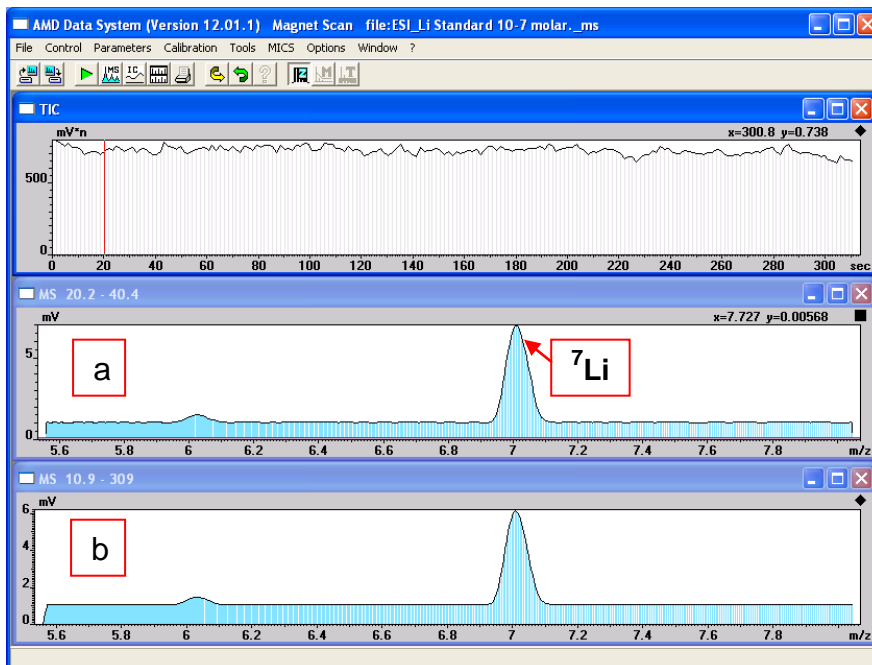 AMD Data System (Version 12.01.1) Magnet Scan file:ESI_Li Standard 10-7 molar._ms
File Control Parameters Calibration Tools MICS Options Window ?
MS IC
TIC
mV*n x=300.8 y=0.738
500
0
0 20 40 60 80 100 120 140 160 180 200 220 240 260 280 300 sec
MS 20.2 - 40.4
mV x=7.727 y=0.00568
5
a
7Li
0
5.6 5.8 6 6.2 6.4 6.6 6.8 7 7.2 7.4 7.6 7.8 m/z
MS 10.9 - 309
mV
6
4
b
2
0
5.6 5.8 6 6.2 6.4 6.6 6.8 7 7.2 7.4 7.6 7.8 m/z